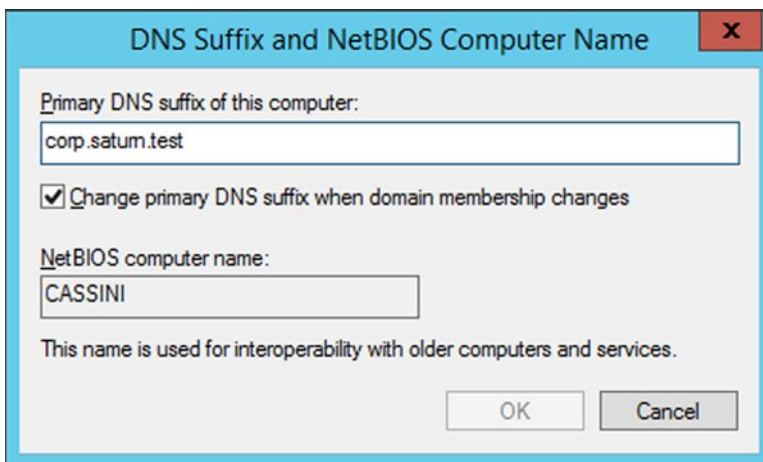 DNS Suffix and NetBIOS Computer Name
x
Primary DNS suffix of this computer:
corp.saturn.test
Change primary DNS suffix when domain membership changes
NetBIOS computer name:
CASSINI
This name is used for interoperability with older computers and services.
OK
Cancel